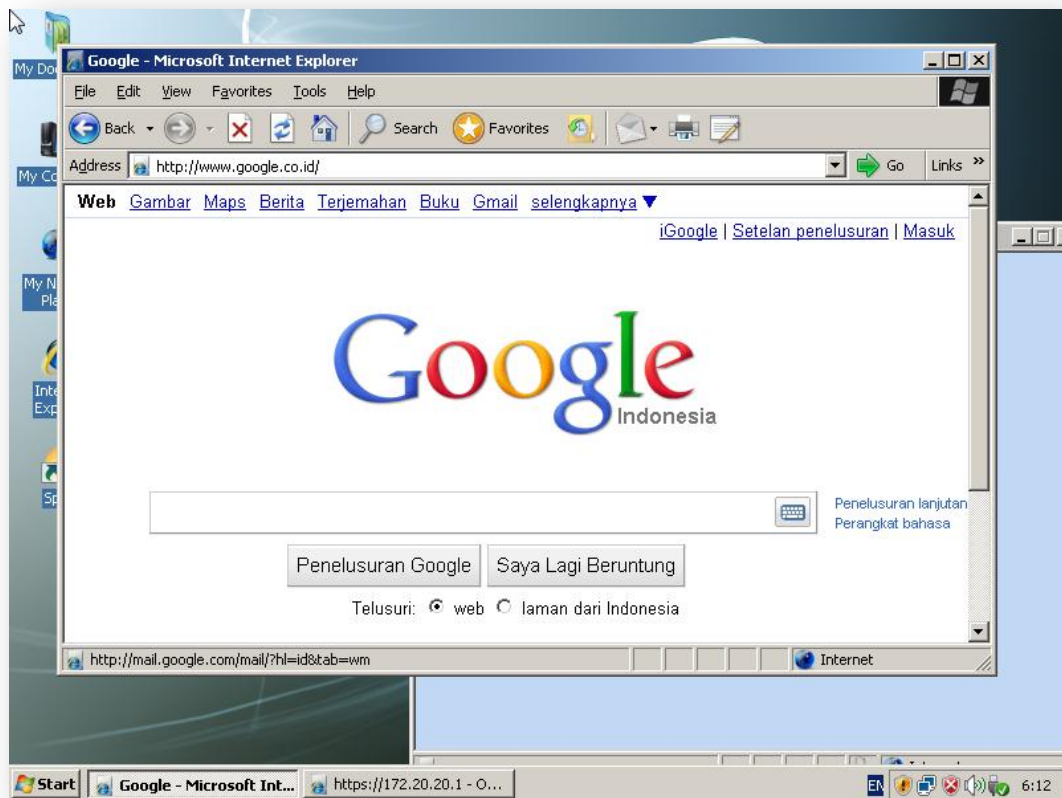 My Do
Google - Microsoft Internet Explorer
File Edit View Favorites Tools Help
Back Search Favorites
Address http://www.google.co.id/ Go Links »
My Co
Web Gambar Maps Berita Terjemahan Buku Gmail selengkapnya ▼
iGoogle | Setelan penelusuran | Masuk
My N
Pla
Google
Indonesia
Inte
Exp
Sp
Penelusuran lanjutan
Perangkat bahasa
Penelusuran Google Saya Lagi Beruntung
Telusuri: web laman dari Indonesia
http://mail.google.com/mail/?hl=id&tab=wm Internet
Start Google - Microsoft Int... https://172.20.20.1 - O... EN 6:12